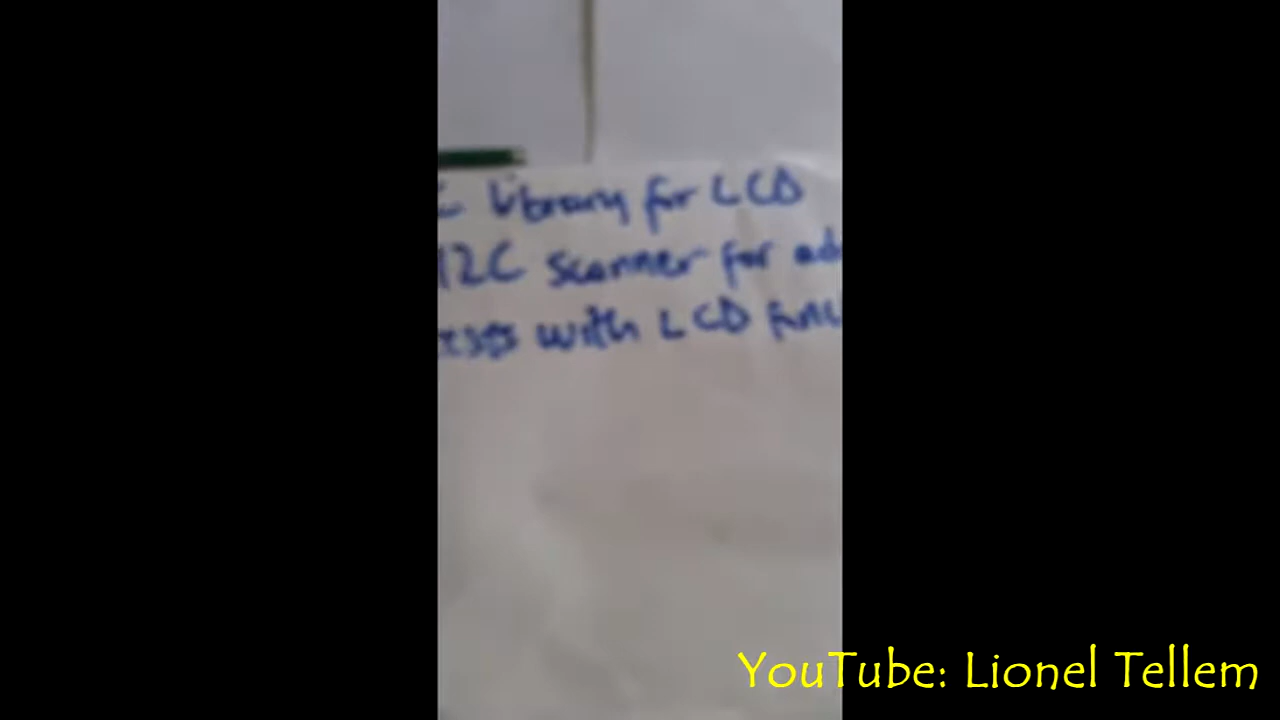 Library for LCD
I2C Scanner for
with LCD
YouTube: Lionel Tellem